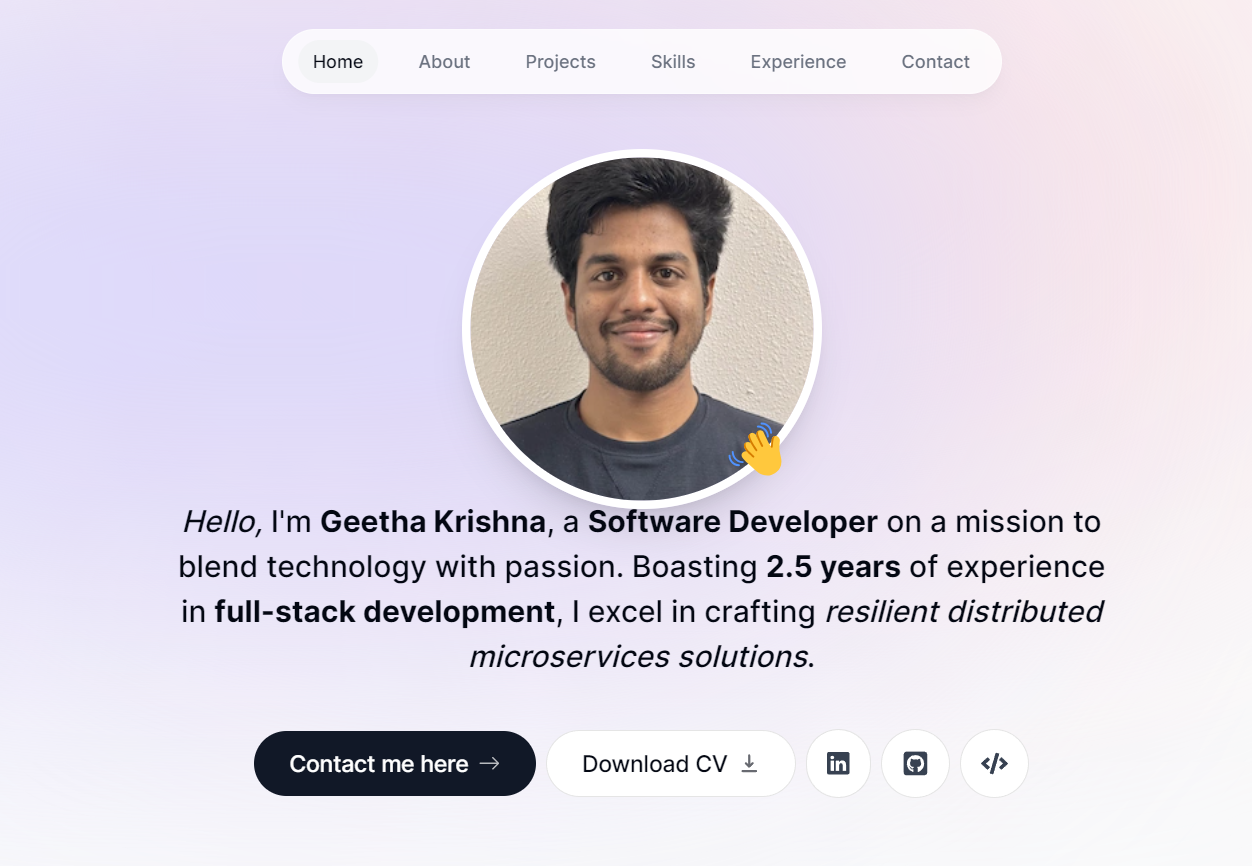 Home About Projects Skills Experience Contact
Hello, I'm Geetha Krishna, a Software Developer on a mission to
blend technology with passion. Boasting 2.5 years of experience
in full-stack development, I excel in crafting resilient distributed
microservices solutions.
Contact me here → Download CV in </>